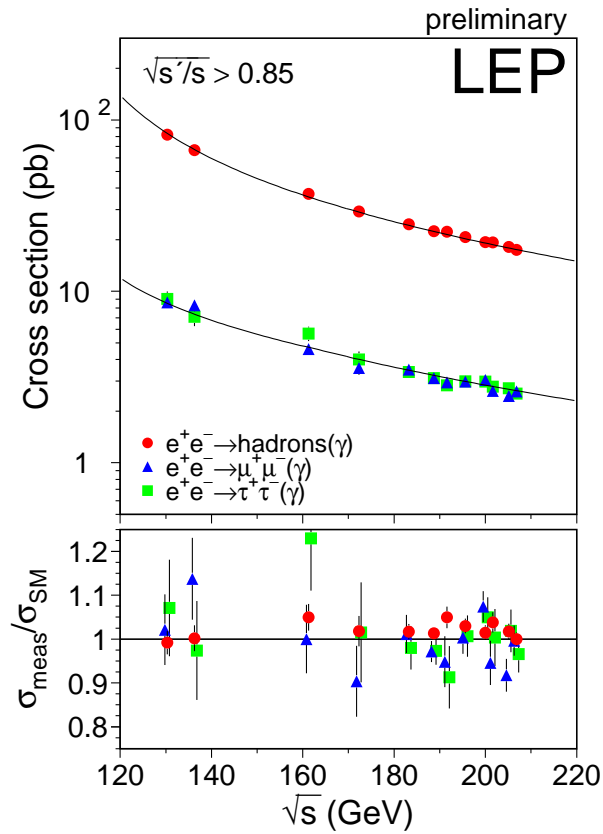 preliminary
√s´/s > 0.85
LEP
Cross section (pb)
10²
10
1
e⁺e⁻→hadrons(γ)
e⁺e⁻→μ⁺μ⁻(γ)
e⁺e⁻→τ⁺τ⁻(γ)
σmeas/σSM
1.2
1.1
1
0.9
0.8
120 140 160 180 200 220
√s (GeV)